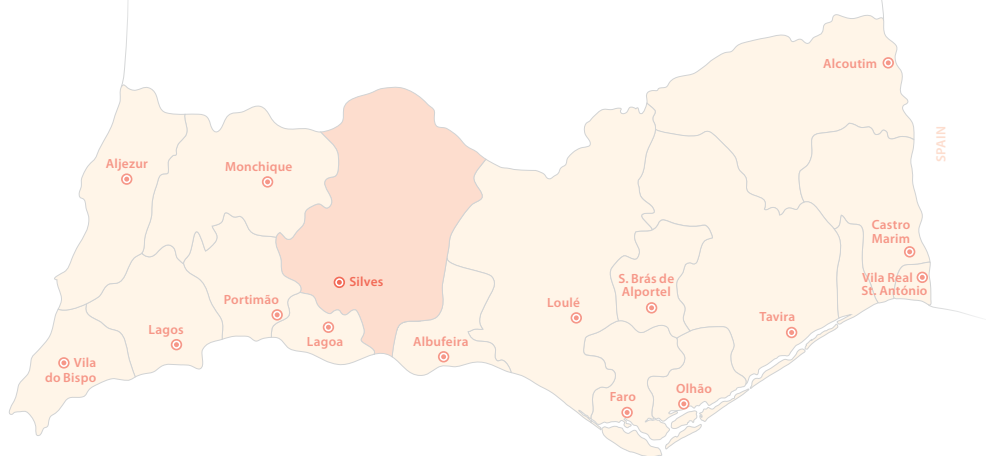 Alcoutim
SPAIN
Aljezur
Monchique
Castro
Marim
Silves
S. Brás de
Alportel
Vila Real
St. António
Portimão
Loulé
Tavira
Lagos
Lagoa
Albufeira
Vila
do Bispo
Faro
Olhão